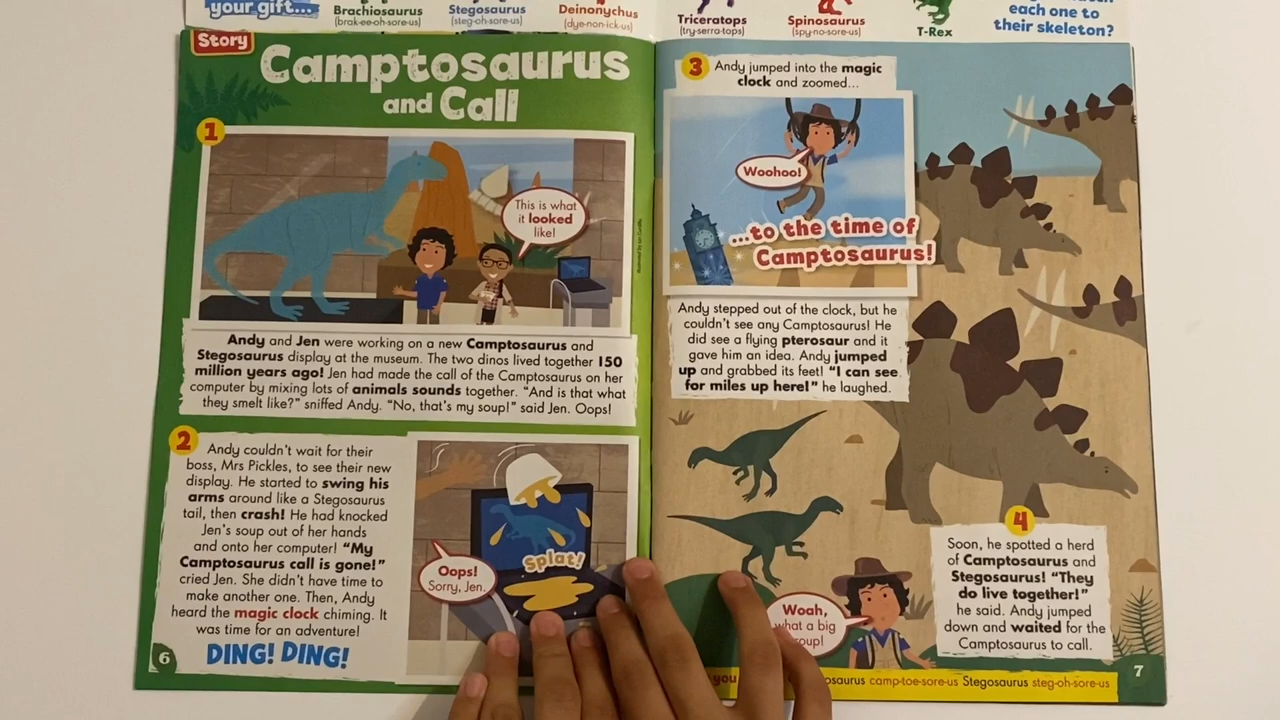 your gift...
Brachiosaurus
(brak-ee-oh-sore-us)
Stegosaurus
(steg-oh-sore-us)
Deinonychus
(dye-non-ick-us)
Triceratops
(try-serra-tops)
Spinosaurus
(spy-no-sore-us)
T-Rex
each one to
their skeleton?
Story
Camptosaurus
and Call
1
This is what
it looked
like!
Andy and Jen were working on a new Camptosaurus and
Stegosaurus display at the museum. The two dinos lived together 150
million years ago! Jen had made the call of the Camptosaurus on her
computer by mixing lots of animals sounds together. “And is that what
they smelt like?” sniffed Andy. “No, that’s my soup!” said Jen. Oops!
2
Andy couldn’t wait for their
boss, Mrs Pickles, to see their new
display. He started to swing his
arms around like a Stegosaurus
tail, then crash! He had knocked
Jen’s soup out of her hands
and onto her computer! “My
Camptosaurus call is gone!”
cried Jen. She didn’t have time to
make another one. Then, Andy
heard the magic clock chiming. It
was time for an adventure!
DING! DING!
Oops!
Sorry, Jen.
Splat!
6
3
Andy jumped into the magic
clock and zoomed...
Woohoo!
...to the time of
Camptosaurus!
Andy stepped out of the clock, but he
couldn’t see any Camptosaurus! He
did see a flying pterosaur and it
gave him an idea. Andy jumped
up and grabbed its feet! “I can see
for miles up here!” he laughed.
4
Soon, he spotted a herd
of Camptosaurus and
Stegosaurus! “They
do live together!”
he said. Andy jumped
down and waited for the
Camptosaurus to call.
Woah,
what a big
you
camp-toe-sore-us Stegosaurus steg-oh-sore-us
7